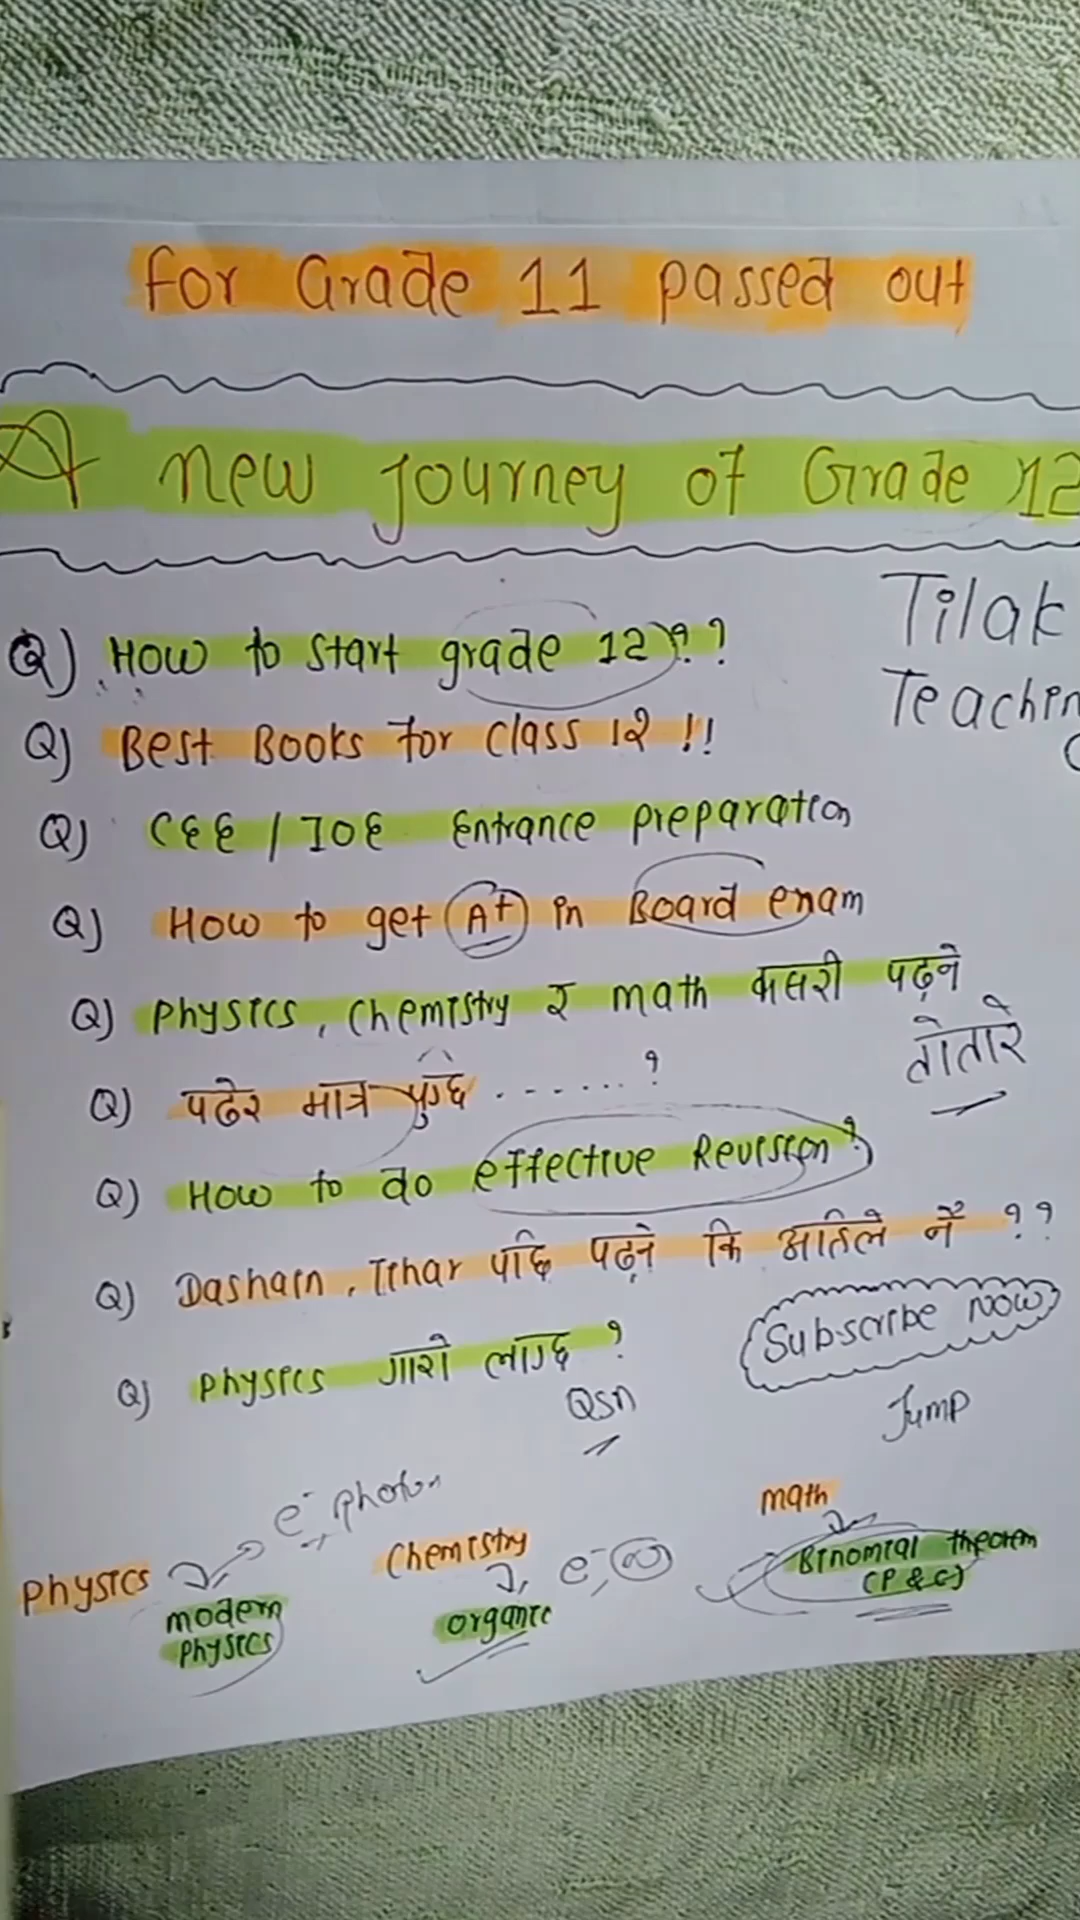 For Grade 11 passed out
A new journey of Grade 12
Tilak
Teachin
Q) How to start grade 12 ??
Q) Best Books for class 12 !!
Q) CEE / IOE Entrance preparation
Q) How to get A+ in Board exam
Q) Physics, Chemistry र math कसरी पढ्ने
तोतारे
Q) पढेर मात्र पुग्छ .......?
Q) How to do effective Revision?
Q) Dashain, Tihar पछि पढ्ने कि अहिले नै ??
Subscribe Now
Q) Physics गारो लाग्छ ?
Qsn
Jump
e⁻ photon
Physics
modern
physics
Chemistry
e⁻,
organic
math
Binomial theorem
(P & C)